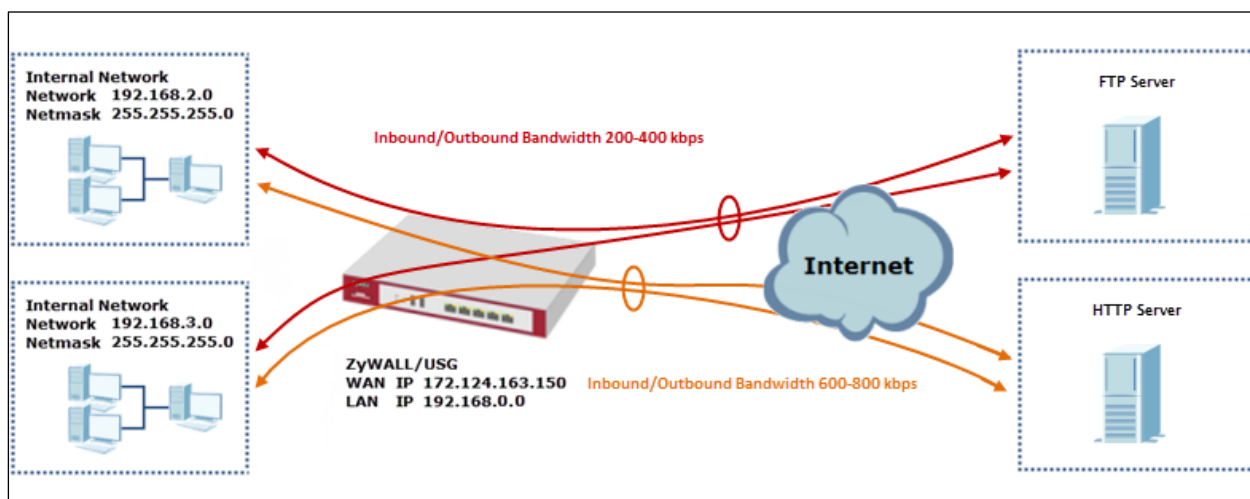 Internal Network
Network 192.168.2.0
Netmask 255.255.255.0
Inbound/Outbound Bandwidth 200-400 kbps
FTP Server
Internet
Internal Network
Network 192.168.3.0
Netmask 255.255.255.0
HTTP Server
ZyWALL/USG
WAN IP 172.124.163.150
LAN IP 192.168.0.0
Inbound/Outbound Bandwidth 600-800 kbps